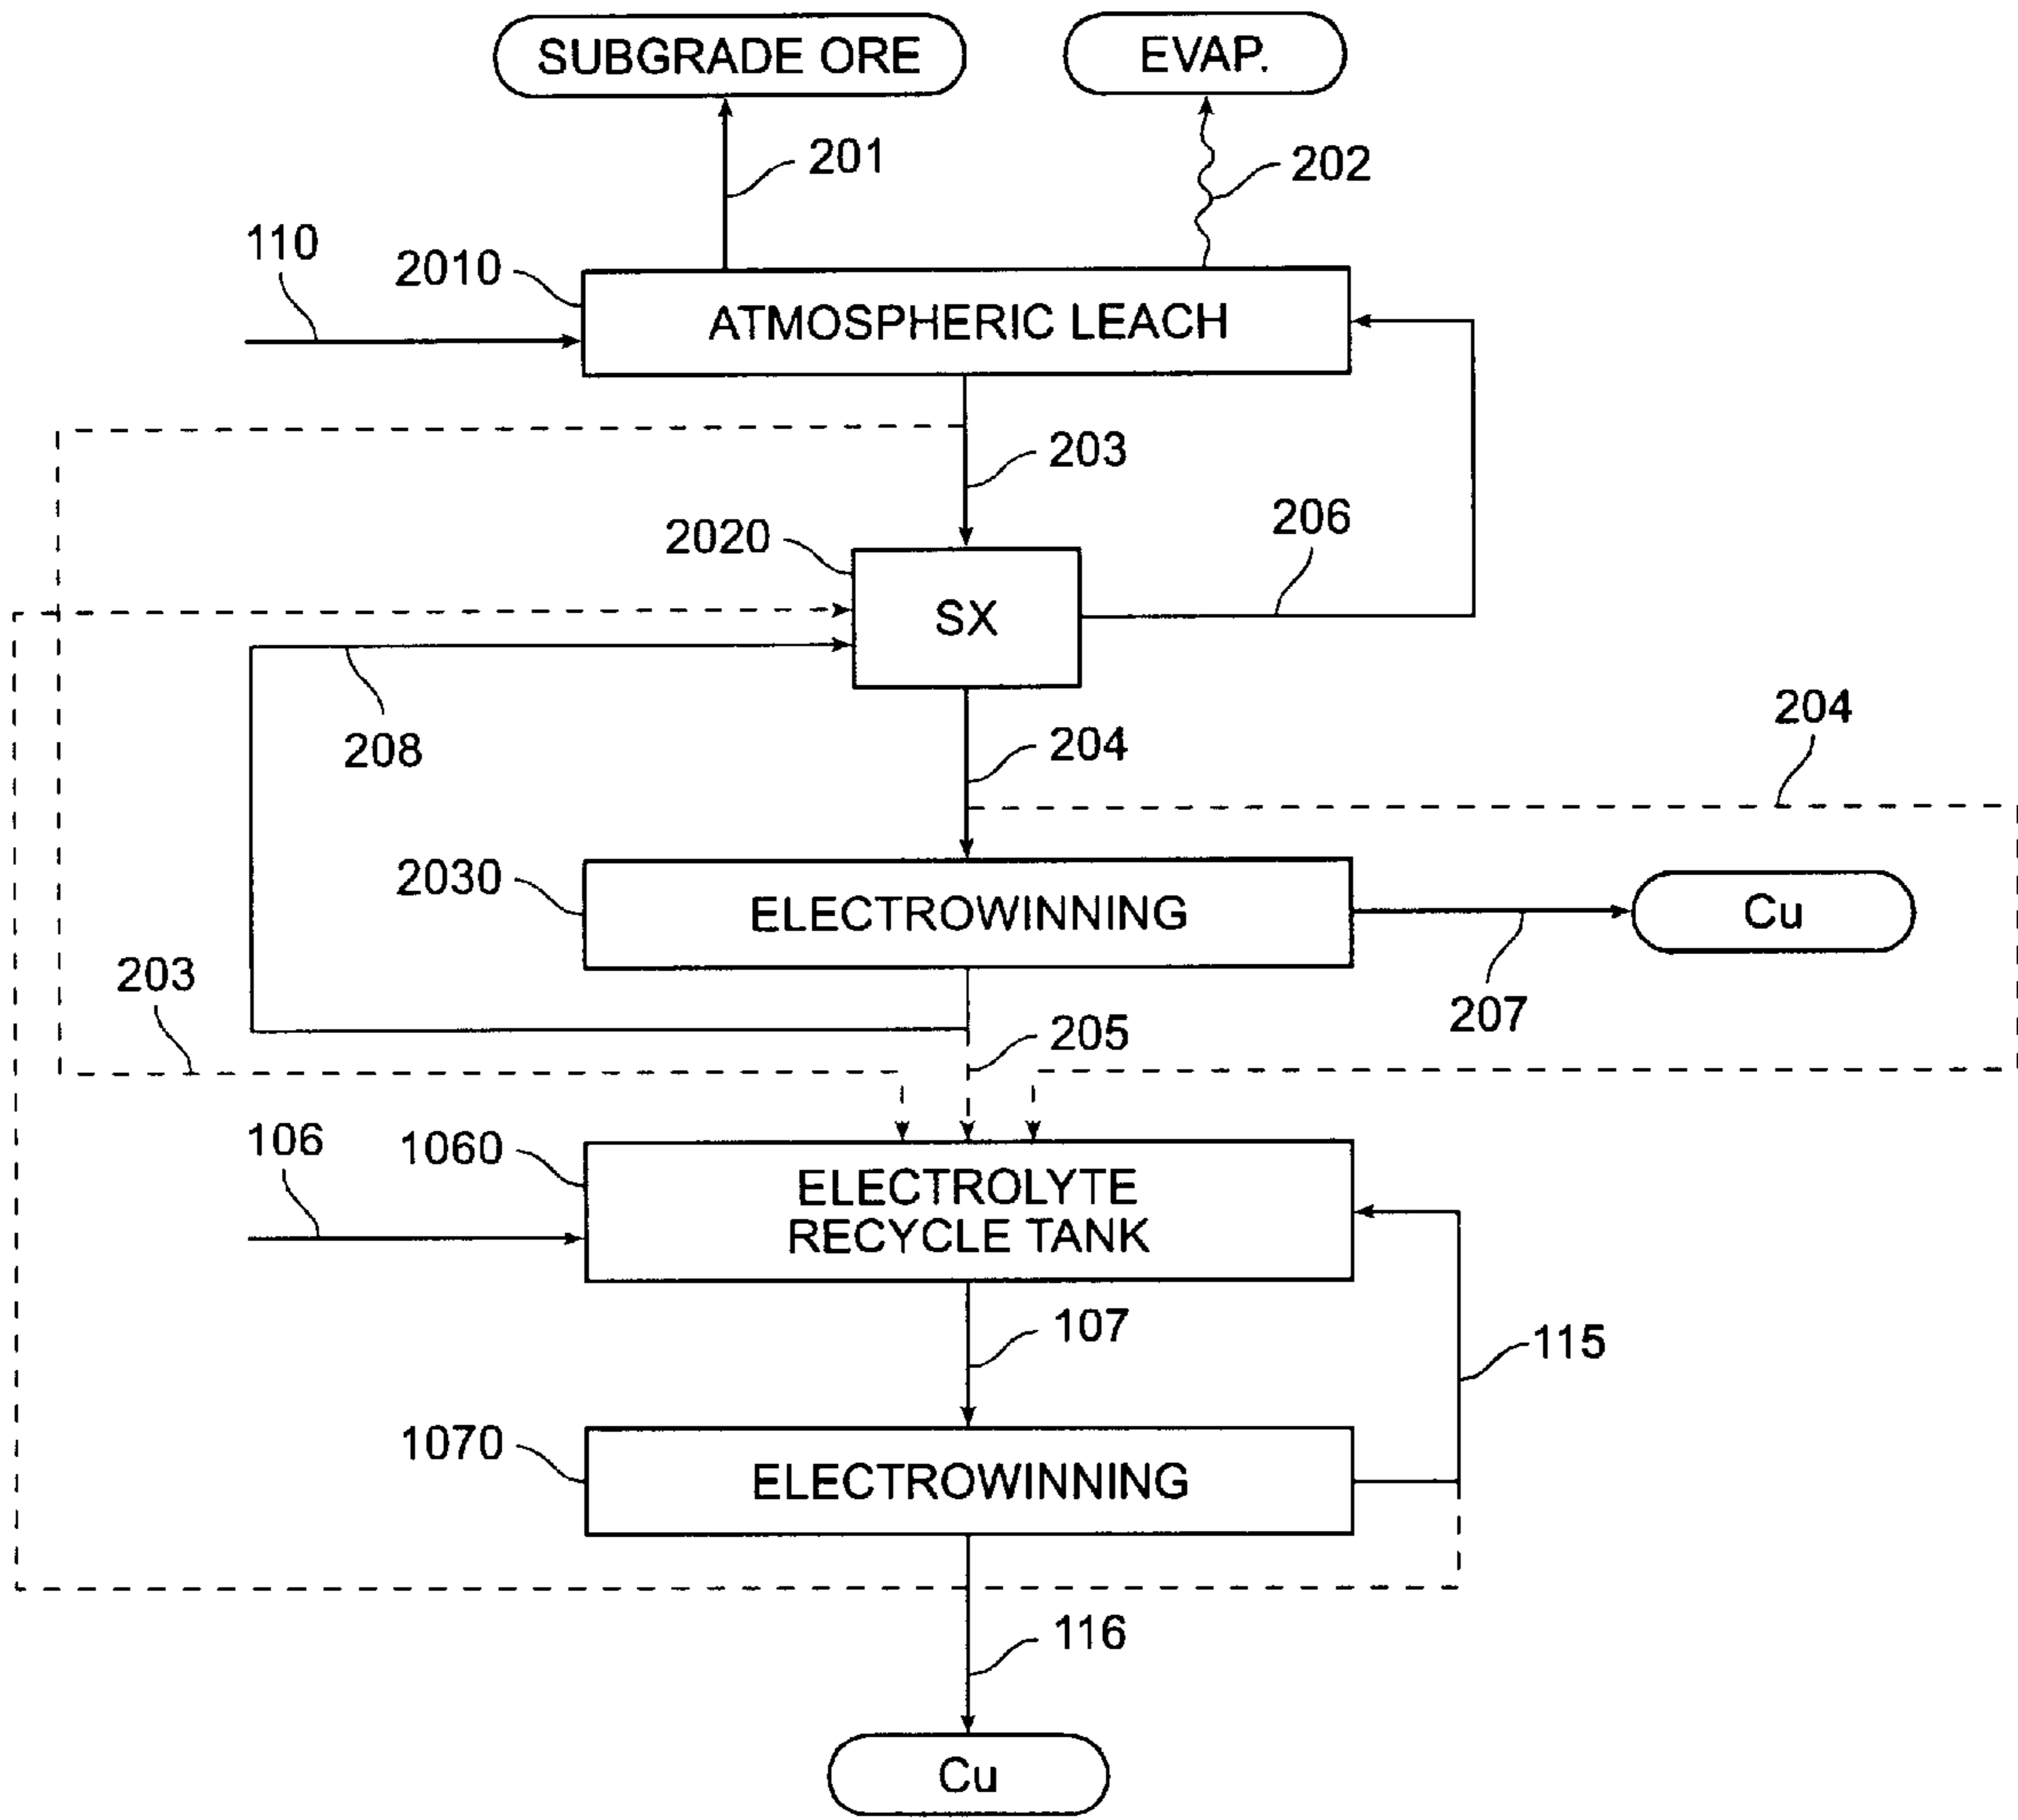 SUBGRADE ORE
EVAP.
201
202
110
2010
ATMOSPHERIC LEACH
203
2020
206
SX
208
204
204
2030
ELECTROWINNING
Cu
203
207
205
106
1060
ELECTROLYTE
RECYCLE TANK
107
115
1070
ELECTROWINNING
116
Cu